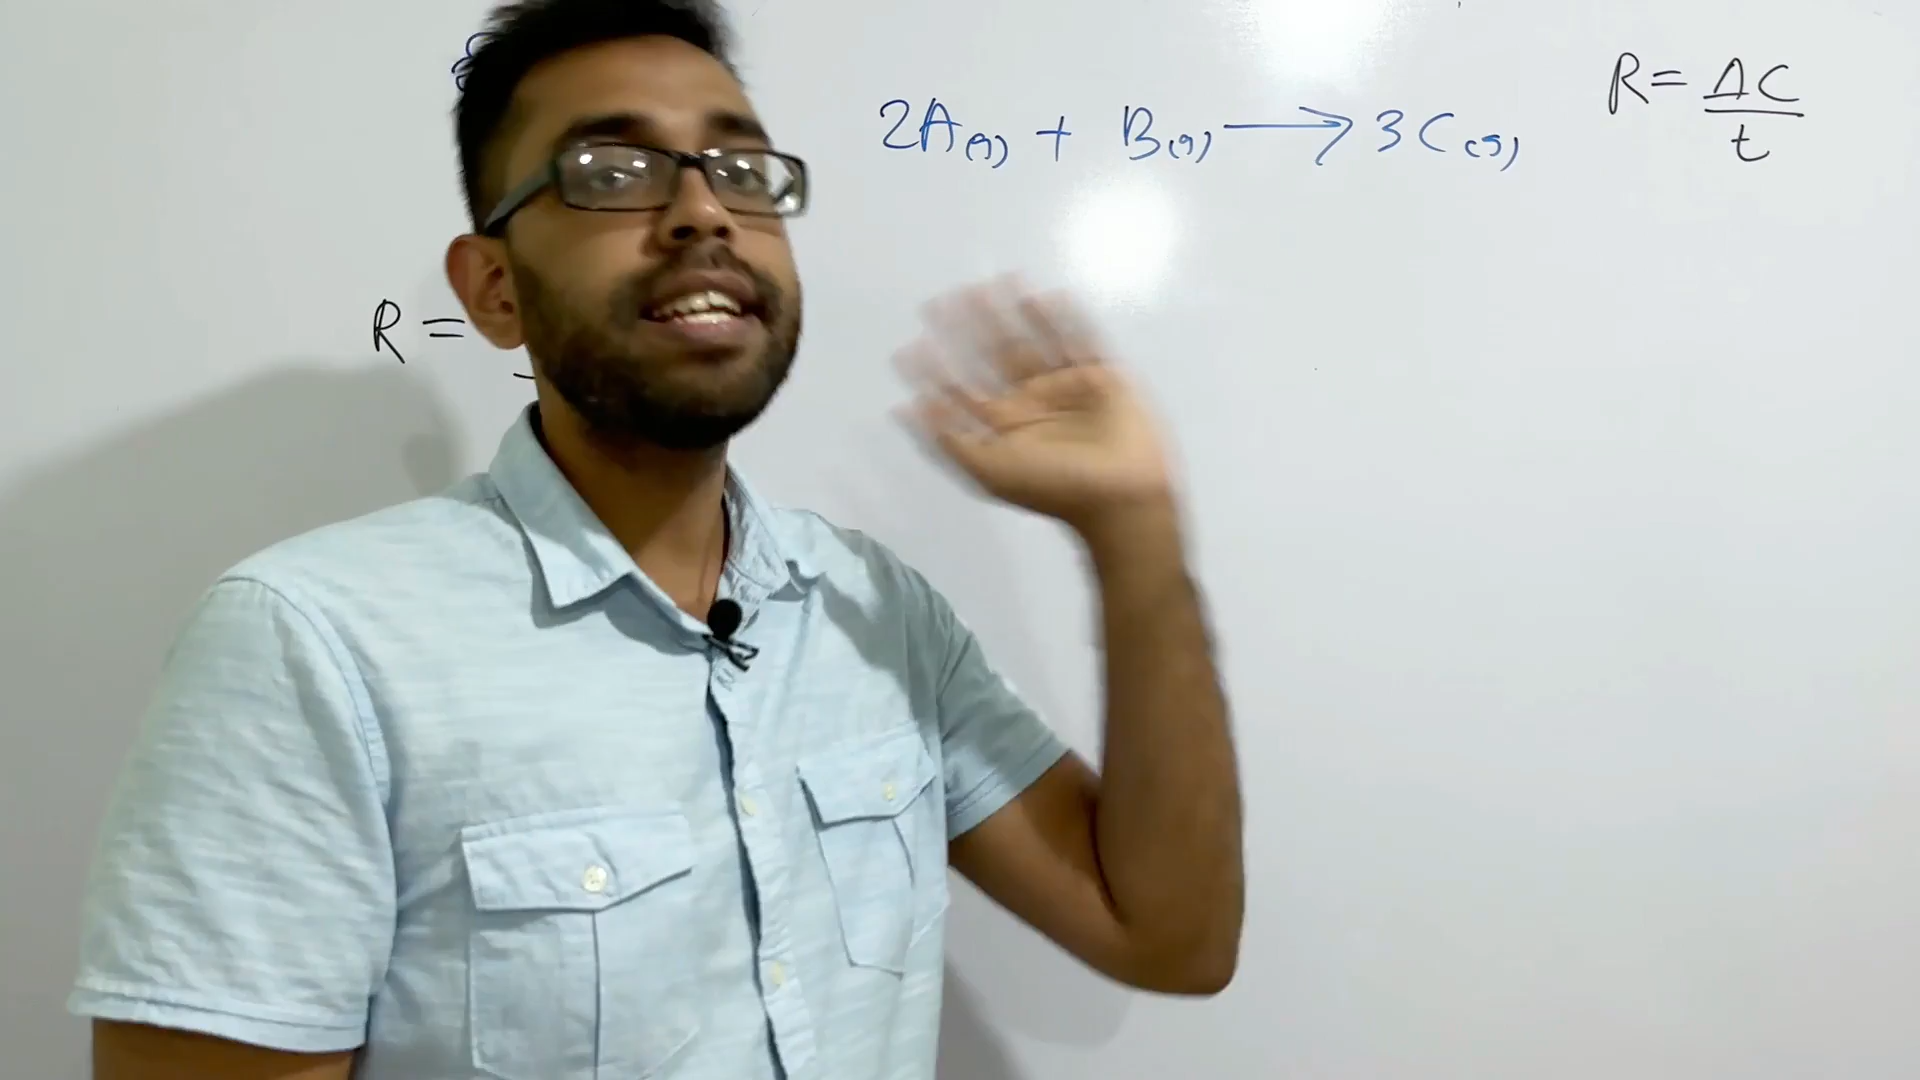 2A(g) + B(g) ⟶ 3C(g)
R = ΔC
t
R =